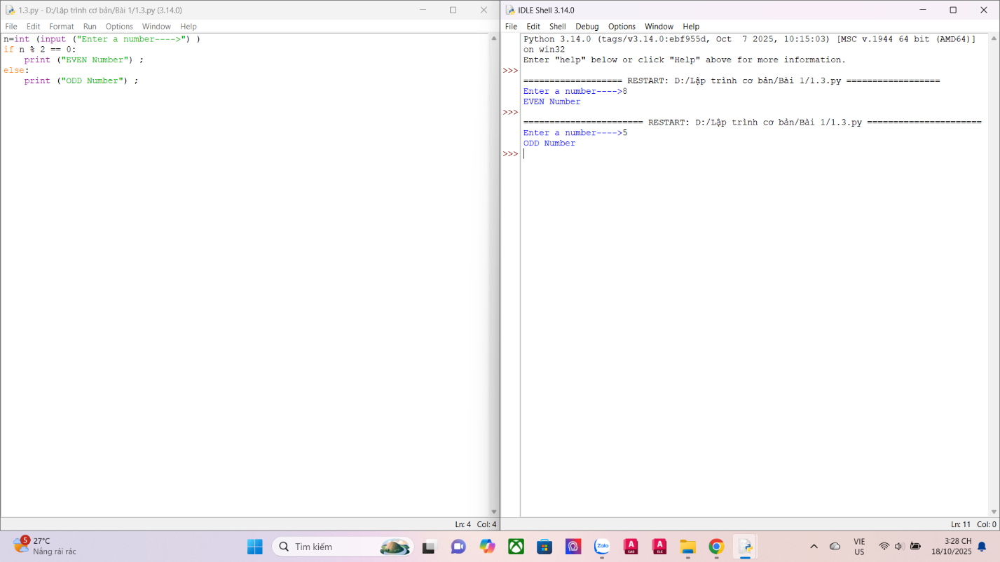 1.3.py - D:/Lập trình cơ bản/Bài 1/1.3.py (3.14.0)
File Edit Format Run Options Window Help
n=int (input ("Enter a number---->") )
if n % 2 == 0:
    print ("EVEN Number") ;
else:
    print ("ODD Number") ;
Ln: 4 Col: 4
IDLE Shell 3.14.0
File Edit Shell Debug Options Window Help
Python 3.14.0 (tags/v3.14.0:ebf955d, Oct  7 2025, 10:15:03) [MSC v.1944 64 bit (AMD64)]
on win32
Enter "help" below or click "Help" above for more information.
>>>
=================== RESTART: D:/Lập trình cơ bản/Bài 1/1.3.py ==================
Enter a number---->8
EVEN Number
>>>
======================= RESTART: D:/Lập trình cơ bản/Bài 1/1.3.py ======================
Enter a number---->5
ODD Number
>>>
Ln: 11 Col: 0
5
27°C
Nắng rải rác
Tìm kiếm
Zalo
A CAD
A ELC
VIE
US
3:28 CH
18/10/2025